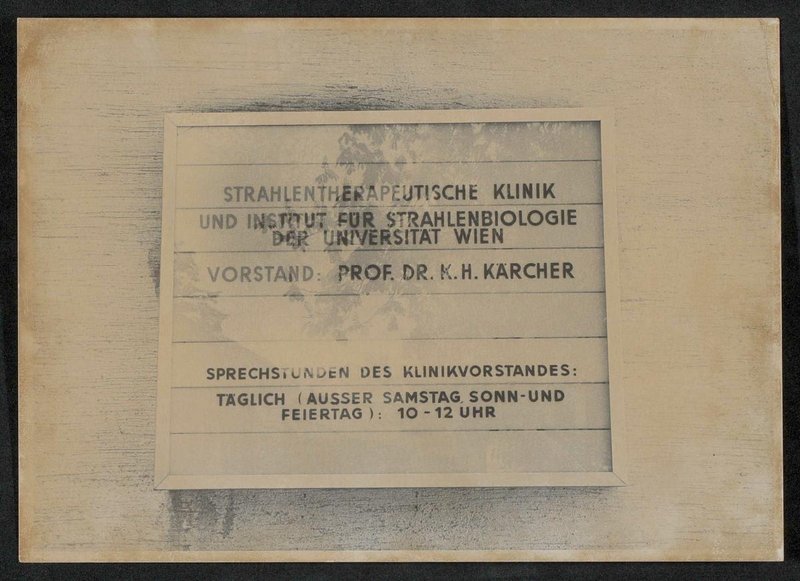 STRAHLENTHERAPEUTISCHE KLINIK
UND INSTITUT FÜR STRAHLENBIOLOGIE
DER UNIVERSITÄT WIEN
VORSTAND: PROF. DR. K. H. KÄRCHER
SPRECHSTUNDEN DES KLINIKVORSTANDES:
TÄGLICH (AUSSER SAMSTAG, SONN-UND
FEIERTAG): 10-12 UHR